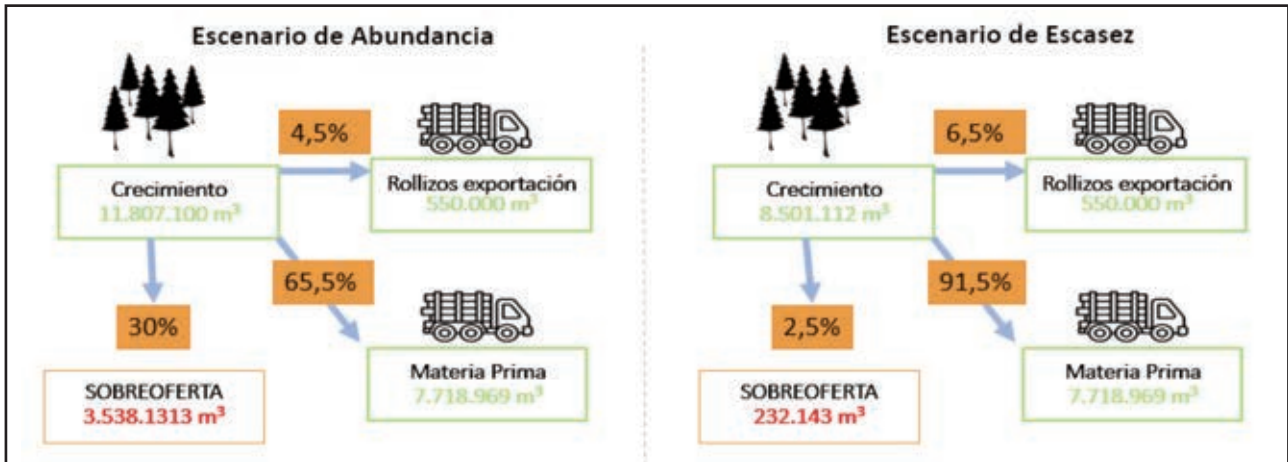 Escenario de Abundancia
4,5%
Crecimiento
11.807.100 m³
Rollizos exportación
550.000 m³
65,5%
30%
SOBREOFERTA
3.538.1313 m³
Materia Prima
7.718.969 m³
Escenario de Escasez
6,5%
Crecimiento
8.501.112 m³
Rollizos exportación
550.000 m³
91,5%
2,5%
SOBREOFERTA
232.143 m³
Materia Prima
7.718.969 m³